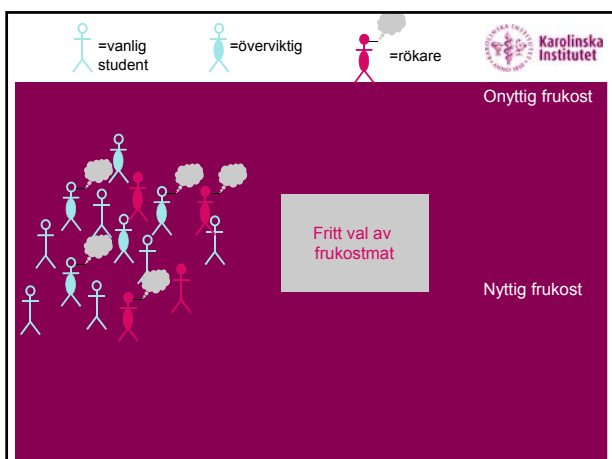 =vanlig
student
=överviktig
=rökare
Karolinska
Institutet
Onyttig frukost
Fritt val av
frukostmat
Nyttig frukost